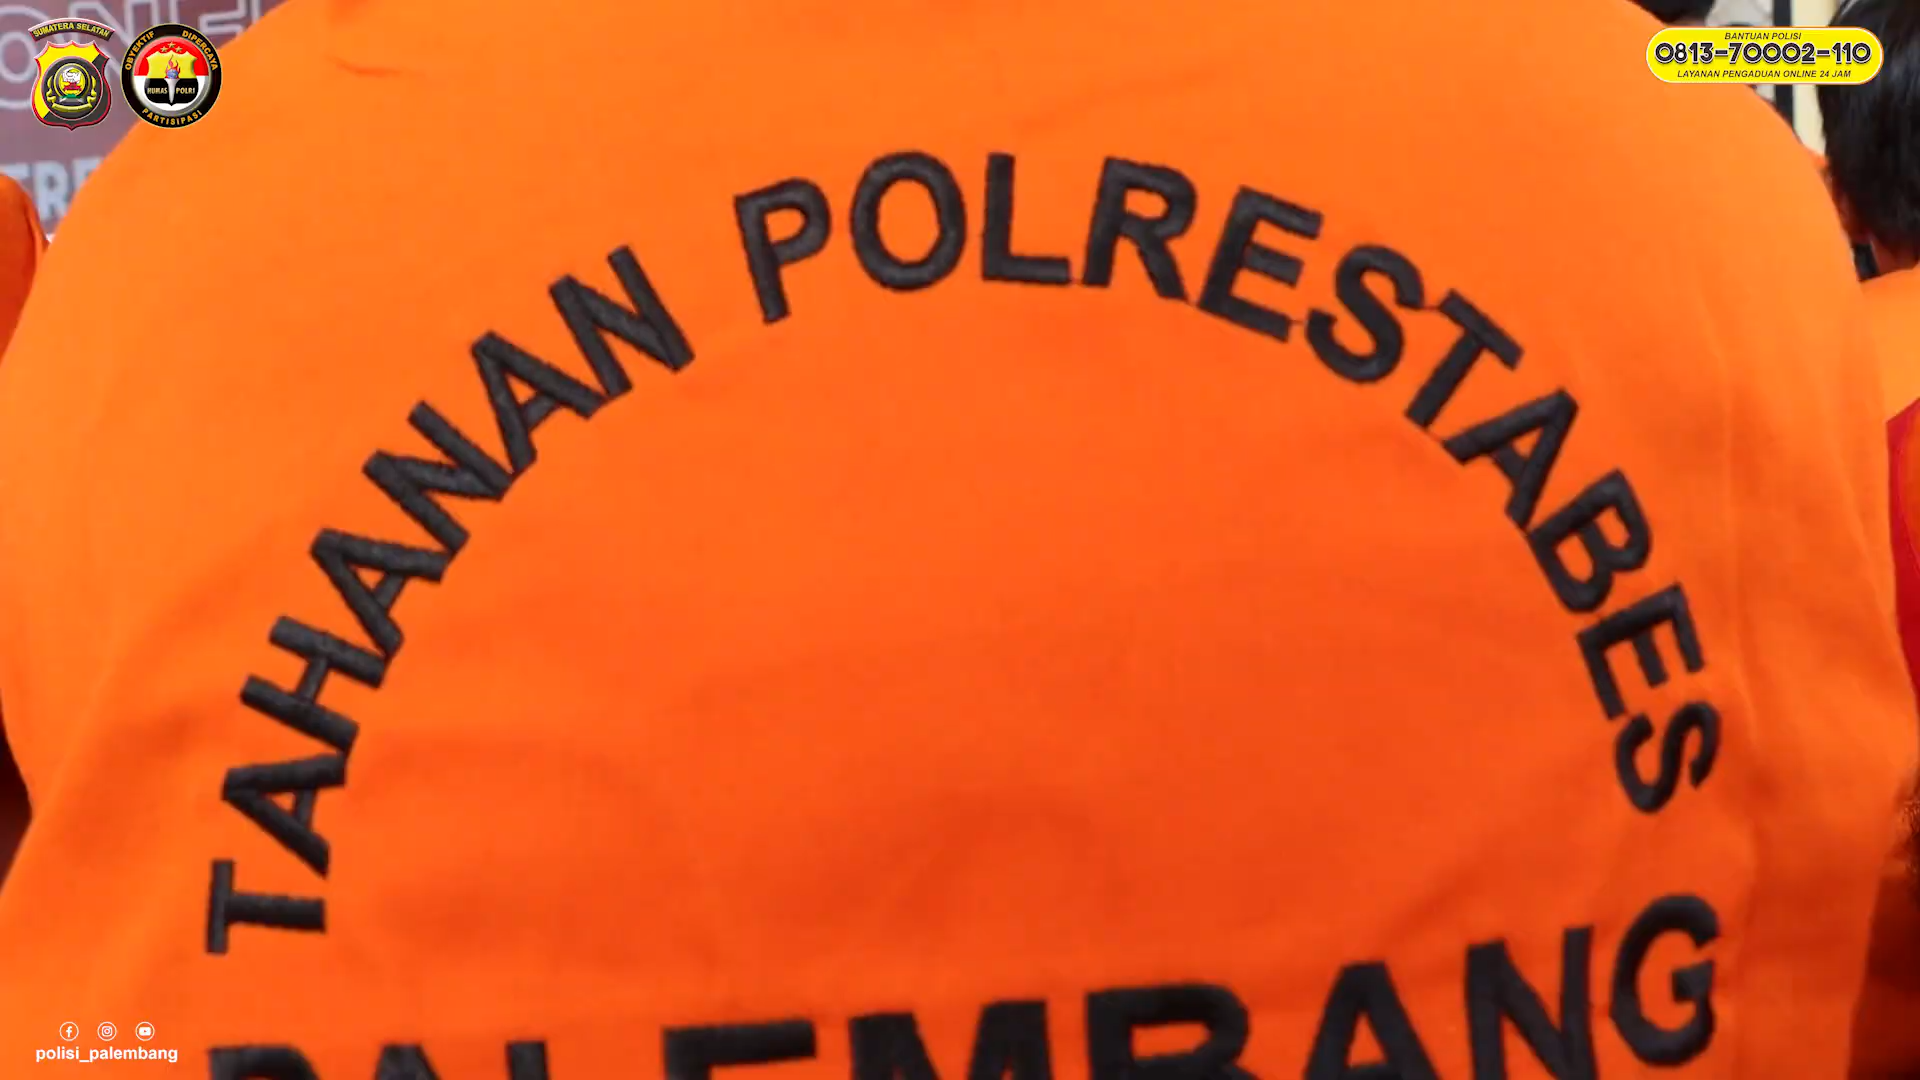 SUMATERA SELATAN
OBYEKTIF DIPERCAYA
HUMAS POLRI
PARTISIPASI
BANTUAN POLISI
0813-70002-110
LAYANAN PENGADUAN ONLINE 24 JAM
TAHANAN POLRESTABES
PALEMBANG
polisi_palembang